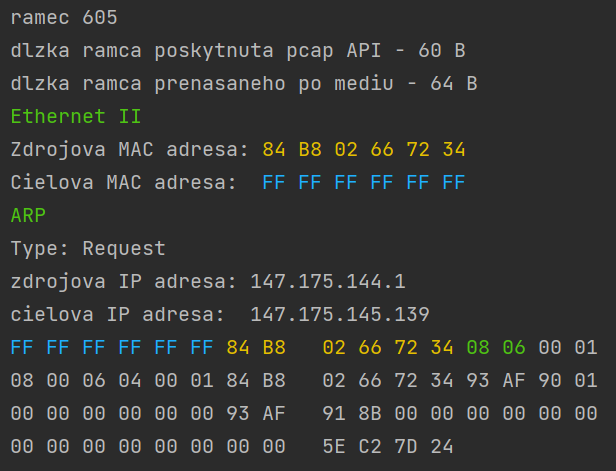 ramec 605
dlzka ramca poskytnuta pcap API - 60 B
dlzka ramca prenasaneho po mediu - 64 B
Ethernet II
Zdrojova MAC adresa: 84 B8 02 66 72 34
Cielova MAC adresa:  FF FF FF FF FF FF
ARP
Type: Request
zdrojova IP adresa: 147.175.144.1
cielova IP adresa:  147.175.145.139
FF FF FF FF FF FF 84 B8   02 66 72 34 08 06 00 01
08 00 06 04 00 01 84 B8   02 66 72 34 93 AF 90 01
00 00 00 00 00 00 93 AF   91 8B 00 00 00 00 00 00
00 00 00 00 00 00 00 00   5E C2 7D 24